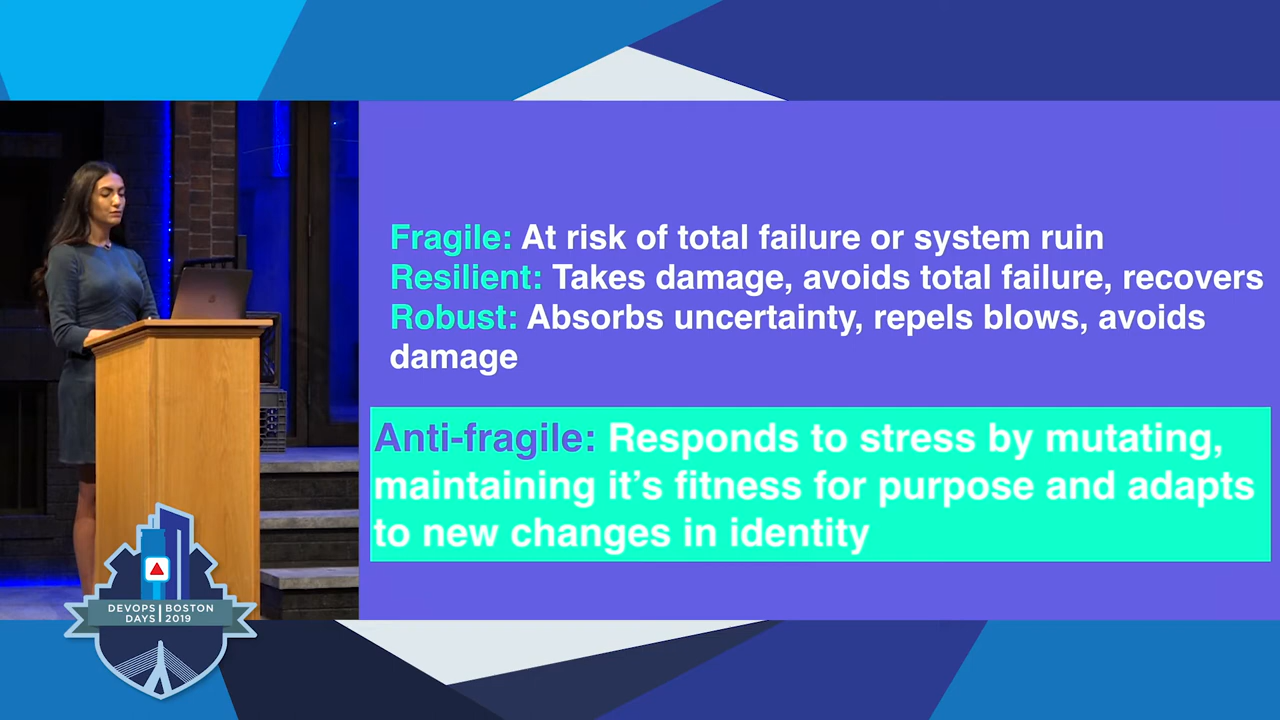 Fragile: At risk of total failure or system ruin
Resilient: Takes damage, avoids total failure, recovers
Robust: Absorbs uncertainty, repels blows, avoids
damage
Anti-fragile: Responds to stress by mutating,
maintaining it’s fitness for purpose and adapts
to new changes in identity
DEVOPS BOSTON
DAYS 2019